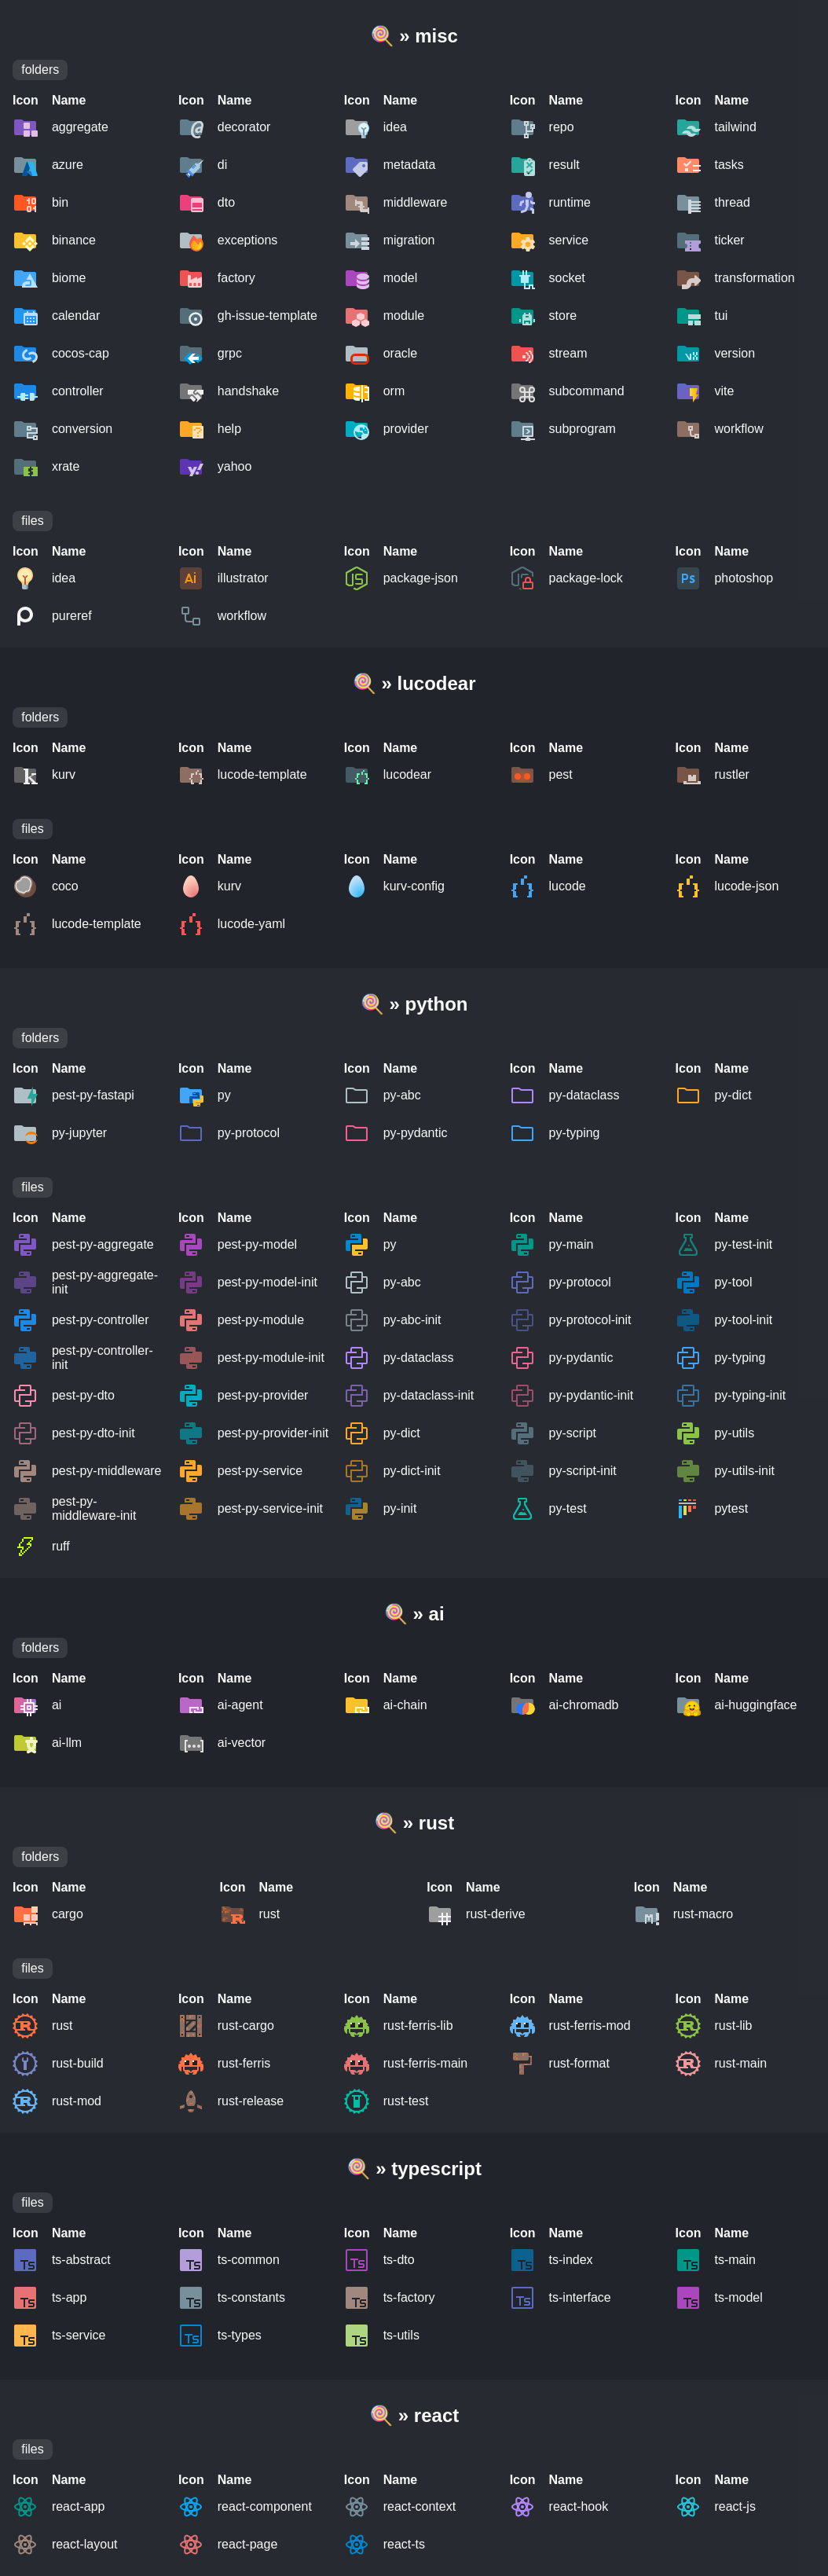 » misc
folders
Icon Name Icon Name Icon Name Icon Name Icon Name
aggregate decorator idea repo tailwind
azure di metadata result tasks
bin dto middleware runtime thread
binance exceptions migration service ticker
biome factory model socket transformation
calendar gh-issue-template module store tui
cocos-cap grpc oracle stream version
controller handshake orm subcommand vite
conversion help provider subprogram workflow
xrate yahoo
files
Icon Name Icon Name Icon Name Icon Name Icon Name
idea illustrator package-json package-lock photoshop
pureref workflow
» lucodear
folders
Icon Name Icon Name Icon Name Icon Name Icon Name
kurv lucode-template lucodear pest rustler
files
Icon Name Icon Name Icon Name Icon Name Icon Name
coco kurv kurv-config lucode lucode-json
lucode-template lucode-yaml
» python
folders
Icon Name Icon Name Icon Name Icon Name Icon Name
pest-py-fastapi py py-abc py-dataclass py-dict
py-jupyter py-protocol py-pydantic py-typing
files
Icon Name Icon Name Icon Name Icon Name Icon Name
pest-py-aggregate pest-py-model py py-main py-test-init
pest-py-aggregate-
init pest-py-model-init py-abc py-protocol py-tool
pest-py-controller pest-py-module py-abc-init py-protocol-init py-tool-init
pest-py-controller-
init pest-py-module-init py-dataclass py-pydantic py-typing
pest-py-dto pest-py-provider py-dataclass-init py-pydantic-init py-typing-init
pest-py-dto-init pest-py-provider-init py-dict py-script py-utils
pest-py-middleware pest-py-service py-dict-init py-script-init py-utils-init
pest-py-
middleware-init pest-py-service-init py-init py-test pytest
ruff
» ai
folders
Icon Name Icon Name Icon Name Icon Name Icon Name
ai ai-agent ai-chain ai-chromadb ai-huggingface
ai-llm ai-vector
» rust
folders
Icon Name Icon Name Icon Name Icon Name
cargo rust rust-derive rust-macro
files
Icon Name Icon Name Icon Name Icon Name Icon Name
rust rust-cargo rust-ferris-lib rust-ferris-mod rust-lib
rust-build rust-ferris rust-ferris-main rust-format rust-main
rust-mod rust-release rust-test
» typescript
files
Icon Name Icon Name Icon Name Icon Name Icon Name
ts-abstract ts-common ts-dto ts-index ts-main
ts-app ts-constants ts-factory ts-interface ts-model
ts-service ts-types ts-utils
» react
files
Icon Name Icon Name Icon Name Icon Name Icon Name
react-app react-component react-context react-hook react-js
react-layout react-page react-ts